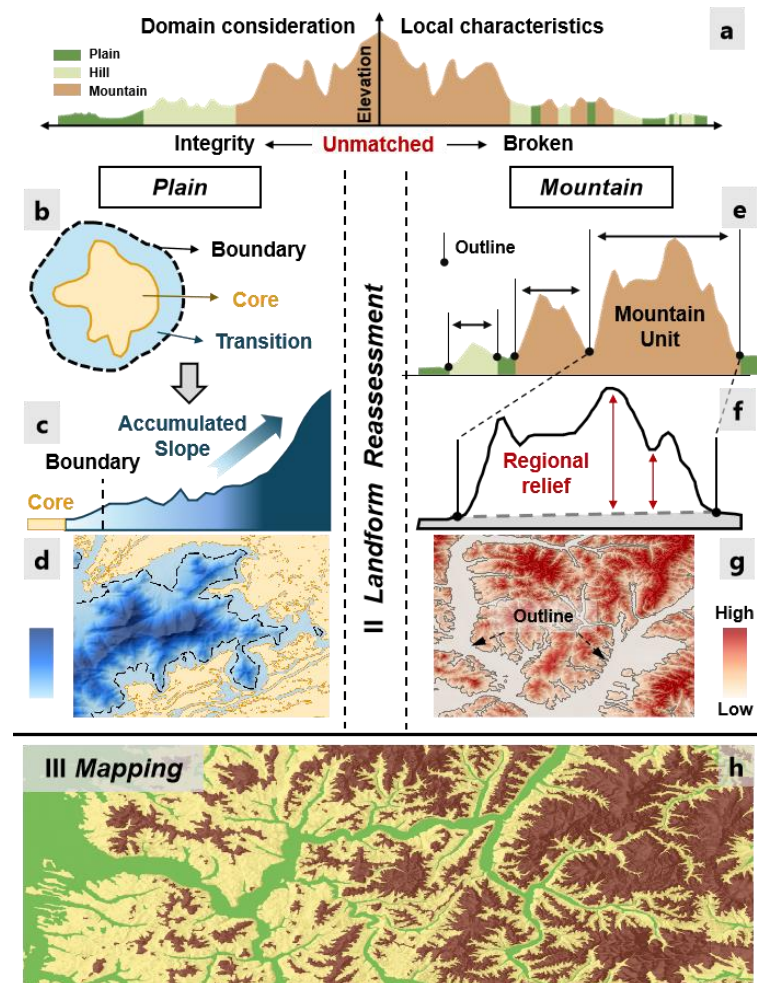 Domain consideration
Local characteristics
a
Plain
Hill
Mountain
Elevation
Integrity
Unmatched
Broken
Plain
Mountain
b
Boundary
Core
Transition
c
Accumulated
Slope
Boundary
Core
d
II Landform Reassessment
e
Outline
Mountain
Unit
f
Regional
relief
g
Outline
High
Low
III Mapping
h